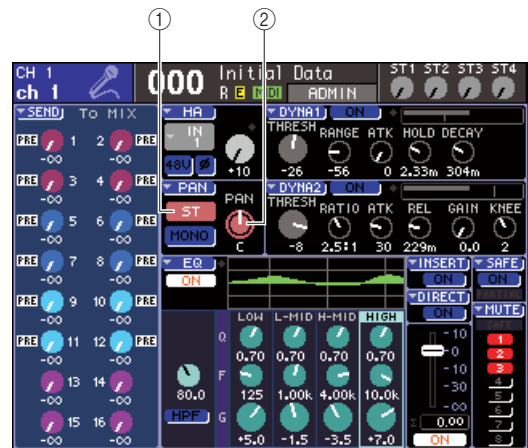 ① ②
CH 1
ch 1
000
Initial Data
R E MIDI ADMIN
ST1 ST2 ST3 ST4
SEND To MIX
PRE 1 2 PRE
-∞ -∞
PRE 3 4 PRE
-∞ -∞
PRE 5 6 PRE
-∞ -∞
PRE 7 8 PRE
-∞ -∞
PRE 9 10 PRE
-∞ -∞
PRE 11 12 PRE
-∞ -∞
13 14
-∞ -∞
15 16
-∞ -∞
HA
IN 1
48V Ø
+10
PAN
ST
MONO
PAN
C
DYNA1 ON
THRESH RANGE ATK HOLD DECAY
-26 -56 0 2.33m 304m
DYNA2 ON
THRESH RATIO ATK REL GAIN KNEE
-8 2.5:1 30 229m 0.0 2
EQ
ON
LOW L-MID H-MID HIGH
Q
0.70 0.70 0.70 0.70
F
80.0 125 1.00k 4.00k 10.0k
HPF
G
+5.0 -1.5 -3.5 +7.0
INSERT
ON
DIRECT
ON
-10
-0
-10
-30
-∞
Σ 0.00
ON
SAFE
ON
PARTIAL
MUTE
SAFE
1
2
3
4
5
6
7
8